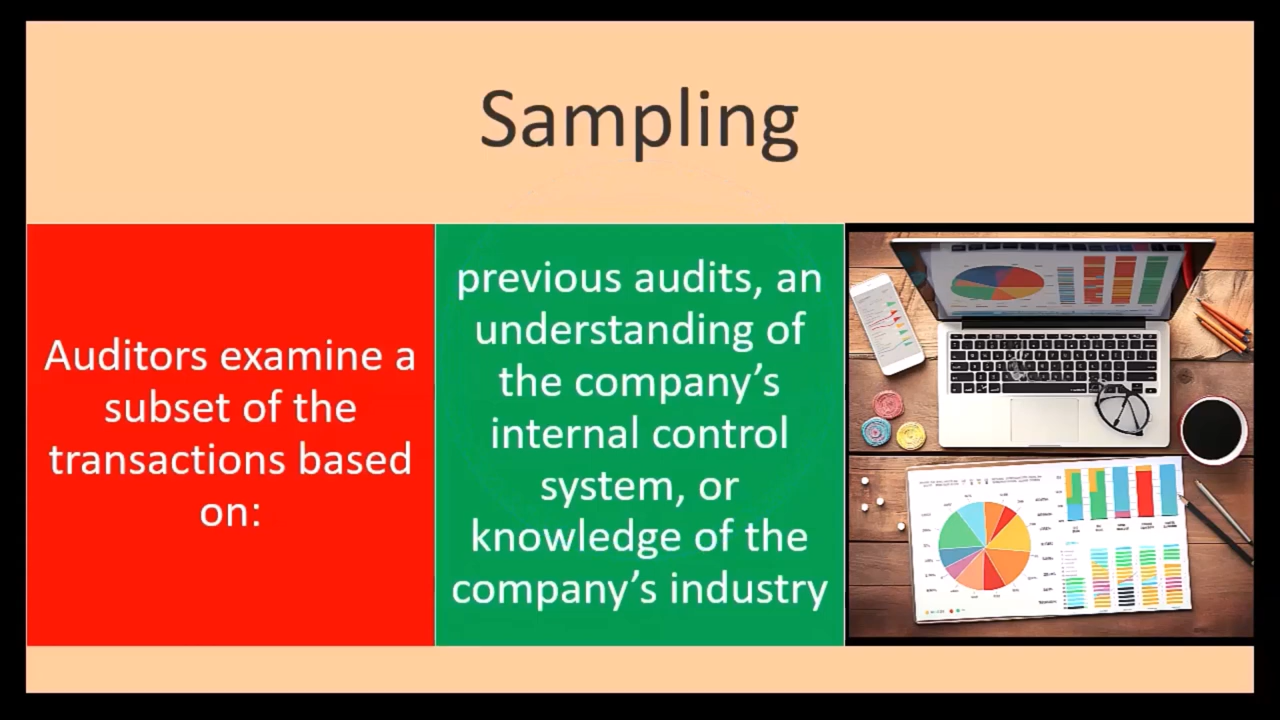 Sampling
Auditors examine a
subset of the
transactions based
on:
previous audits, an
understanding of
the company’s
internal control
system, or
knowledge of the
company’s industry